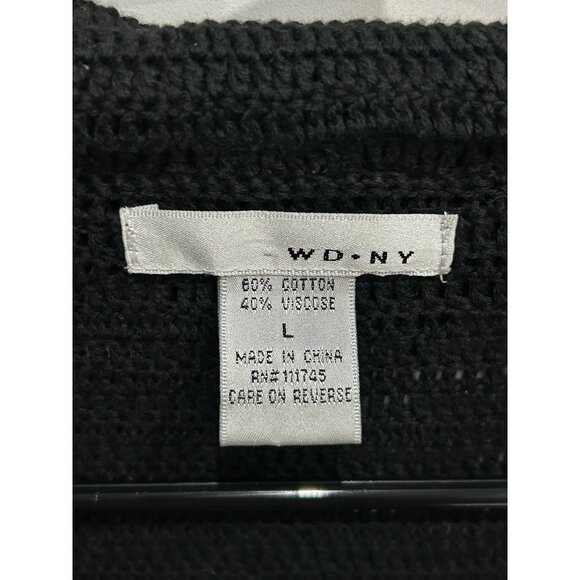 WD•NY
60% COTTON
40% VISCOSE
L
MADE IN CHINA
RN# 111745
CARE ON REVERSE